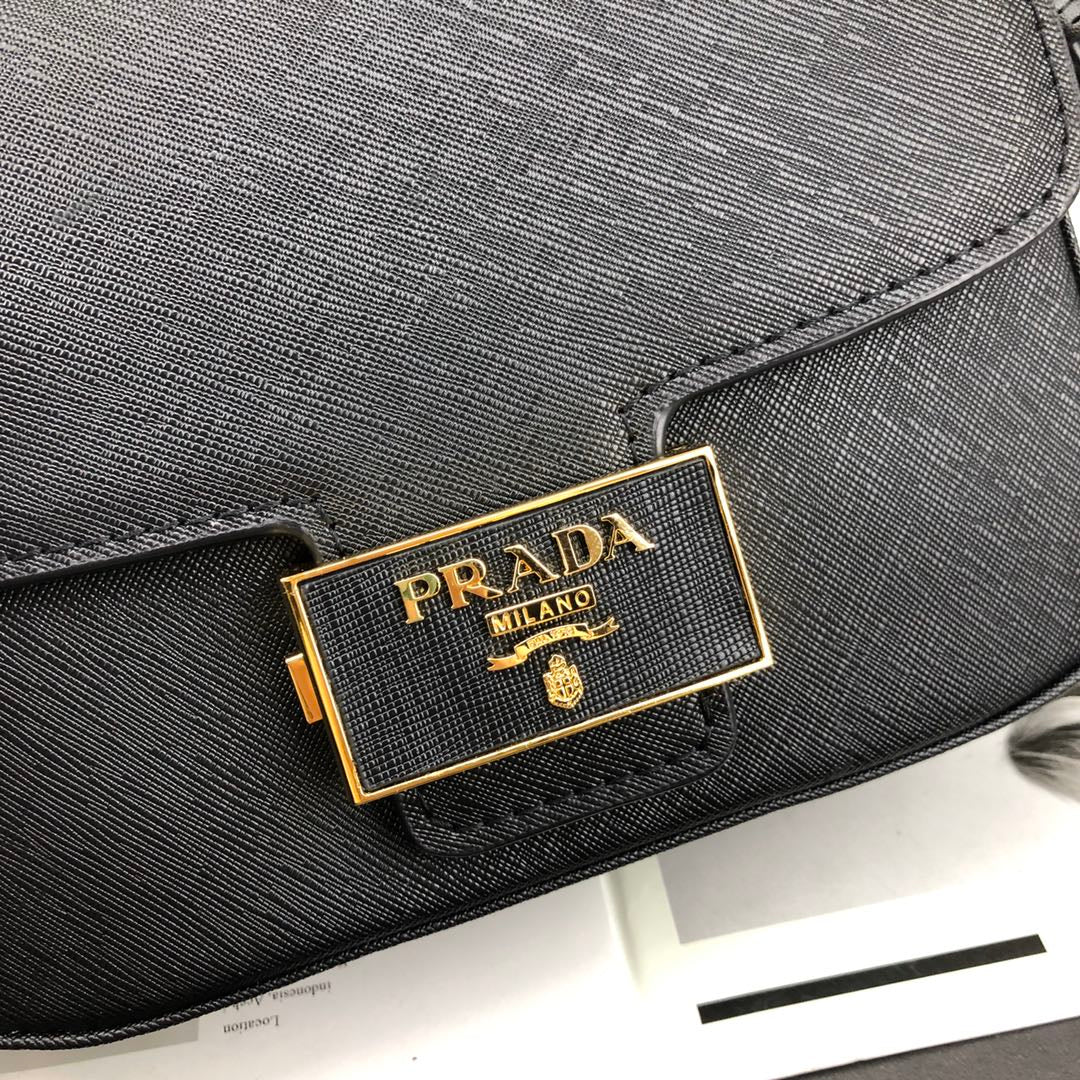 PRADA
MILANO
Location
indonesia,